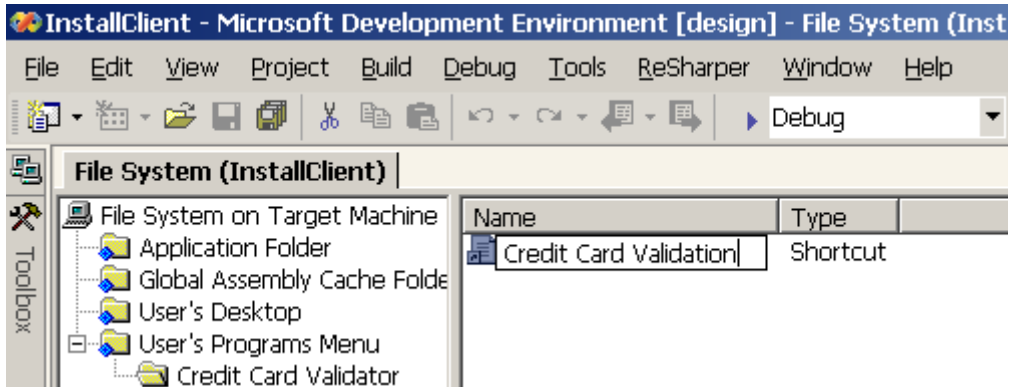 InstallClient - Microsoft Development Environment [design] - File System (Inst
File Edit View Project Build Debug Tools ReSharper Window Help
Debug
File System (InstallClient)
Toolbox
File System on Target Machine
Application Folder
Global Assembly Cache Folde
User's Desktop
User's Programs Menu
Credit Card Validator
Name Type
Credit Card Validation Shortcut